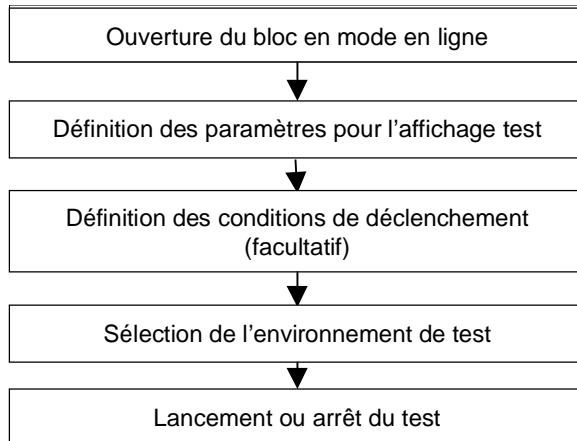 Ouverture du bloc en mode en ligne
Définition des paramètres pour l'affichage test
Définition des conditions de déclenchement
(facultatif)
Sélection de l'environnement de test
Lancement ou arrêt du test